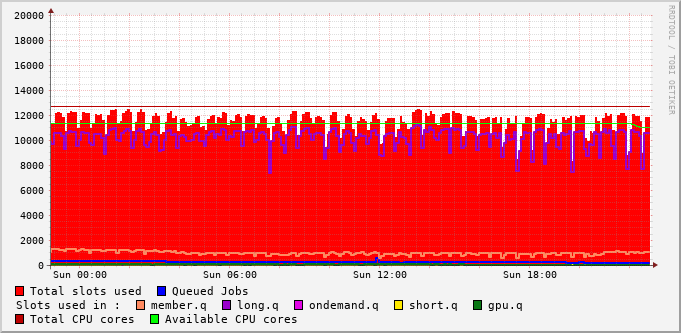 20000
18000
16000
14000
12000
10000
8000
6000
4000
2000
0
Sun 00:00 Sun 06:00 Sun 12:00 Sun 18:00
RRDTOOL / TOBI OETIKER
Total slots used Queued Jobs
Slots used in : member.q long.q ondemand.q short.q gpu.q
Total CPU cores Available CPU cores